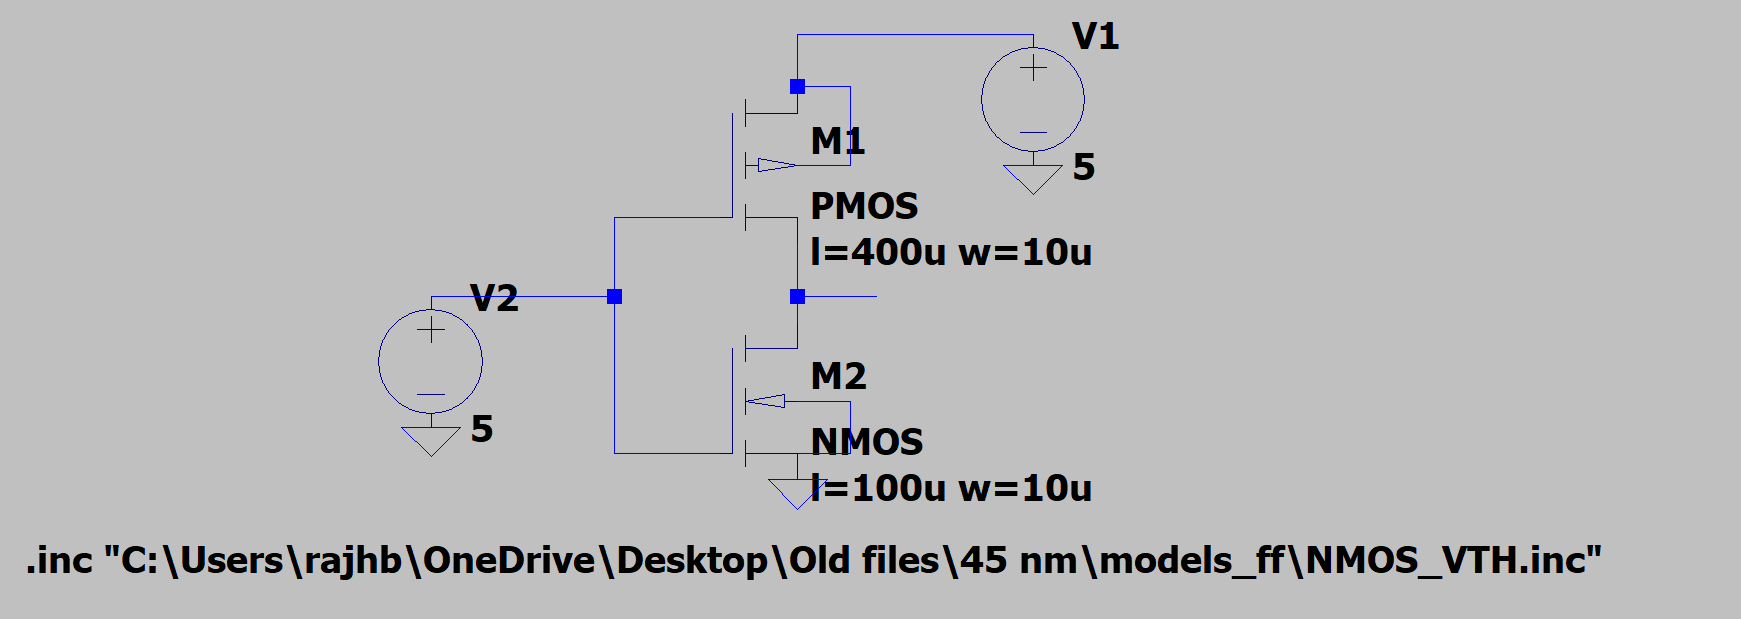 V1
M1
5
PMOS
l=400u w=10u
V2
M2
5
NMOS
l=100u w=10u
.inc "C:\Users\rajhb\OneDrive\Desktop\Old files\45 nm\models_ff\NMOS_VTH.inc"